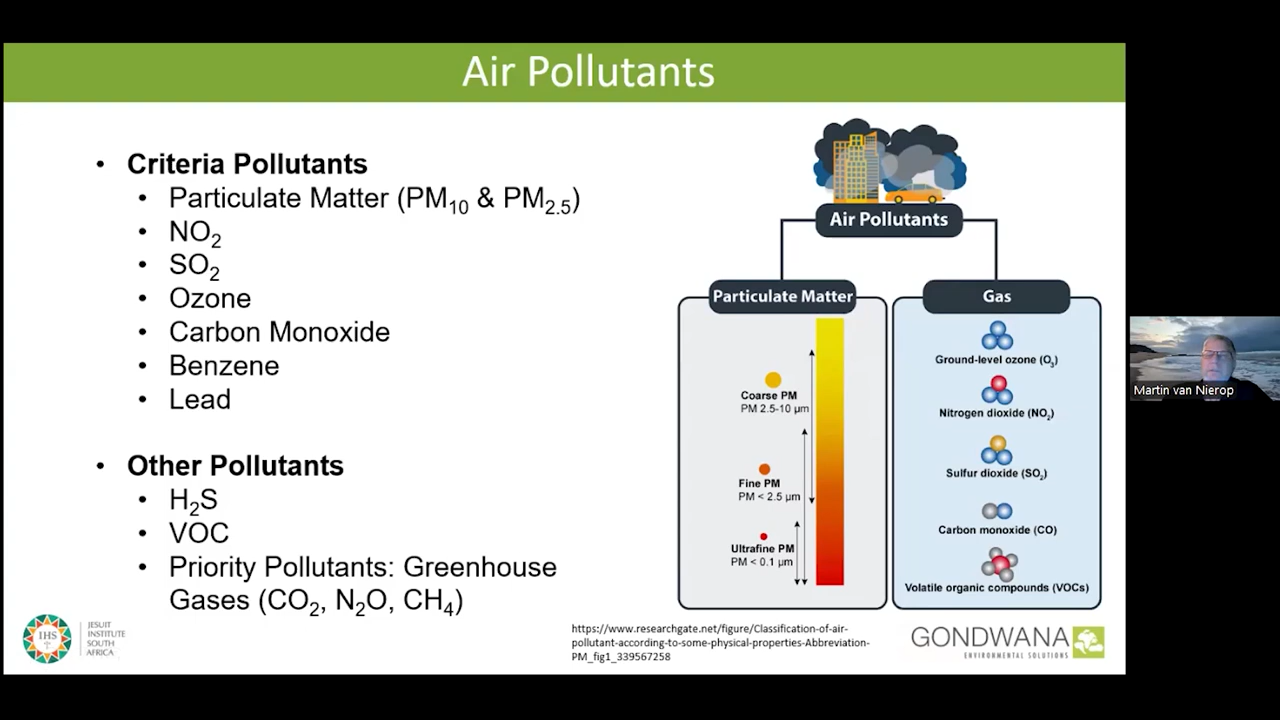 Air Pollutants
• Criteria Pollutants
• Particulate Matter (PM₁₀ & PM₂.₅)
• NO₂
• SO₂
• Ozone
• Carbon Monoxide
• Benzene
• Lead
• Other Pollutants
• H₂S
• VOC
• Priority Pollutants: Greenhouse
Gases (CO₂, N₂O, CH₄)
Air Pollutants
Particulate Matter
Coarse PM
PM 2.5-10 µm
Fine PM
PM < 2.5 µm
Ultrafine PM
PM < 0.1 µm
Gas
Ground-level ozone (O₃)
Nitrogen dioxide (NO₂)
Sulfur dioxide (SO₂)
Carbon monoxide (CO)
Volatile organic compounds (VOCs)
https://www.researchgate.net/figure/Classification-of-air-
pollutant-according-to-some-physical-properties-Abbreviation-
PM_fig1_339567258
IHS
JESUIT
INSTITUTE
SOUTH
AFRICA
GONDWANA
ENVIRONMENTAL SOLUTIONS
Martin van Nierop